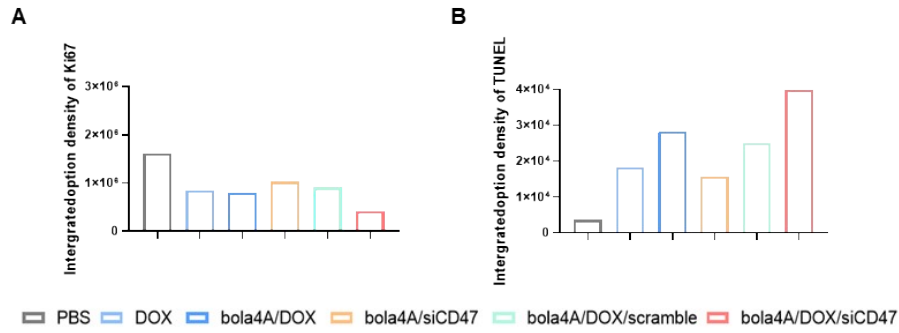 A
B
Intergratedoption density of Ki67
3×10⁶
2×10⁶
1×10⁶
0
Intergratedoption density of TUNEL
4×10⁴
3×10⁴
2×10⁴
1×10⁴
0
PBS DOX bola4A/DOX bola4A/siCD47 bola4A/DOX/scramble bola4A/DOX/siCD47